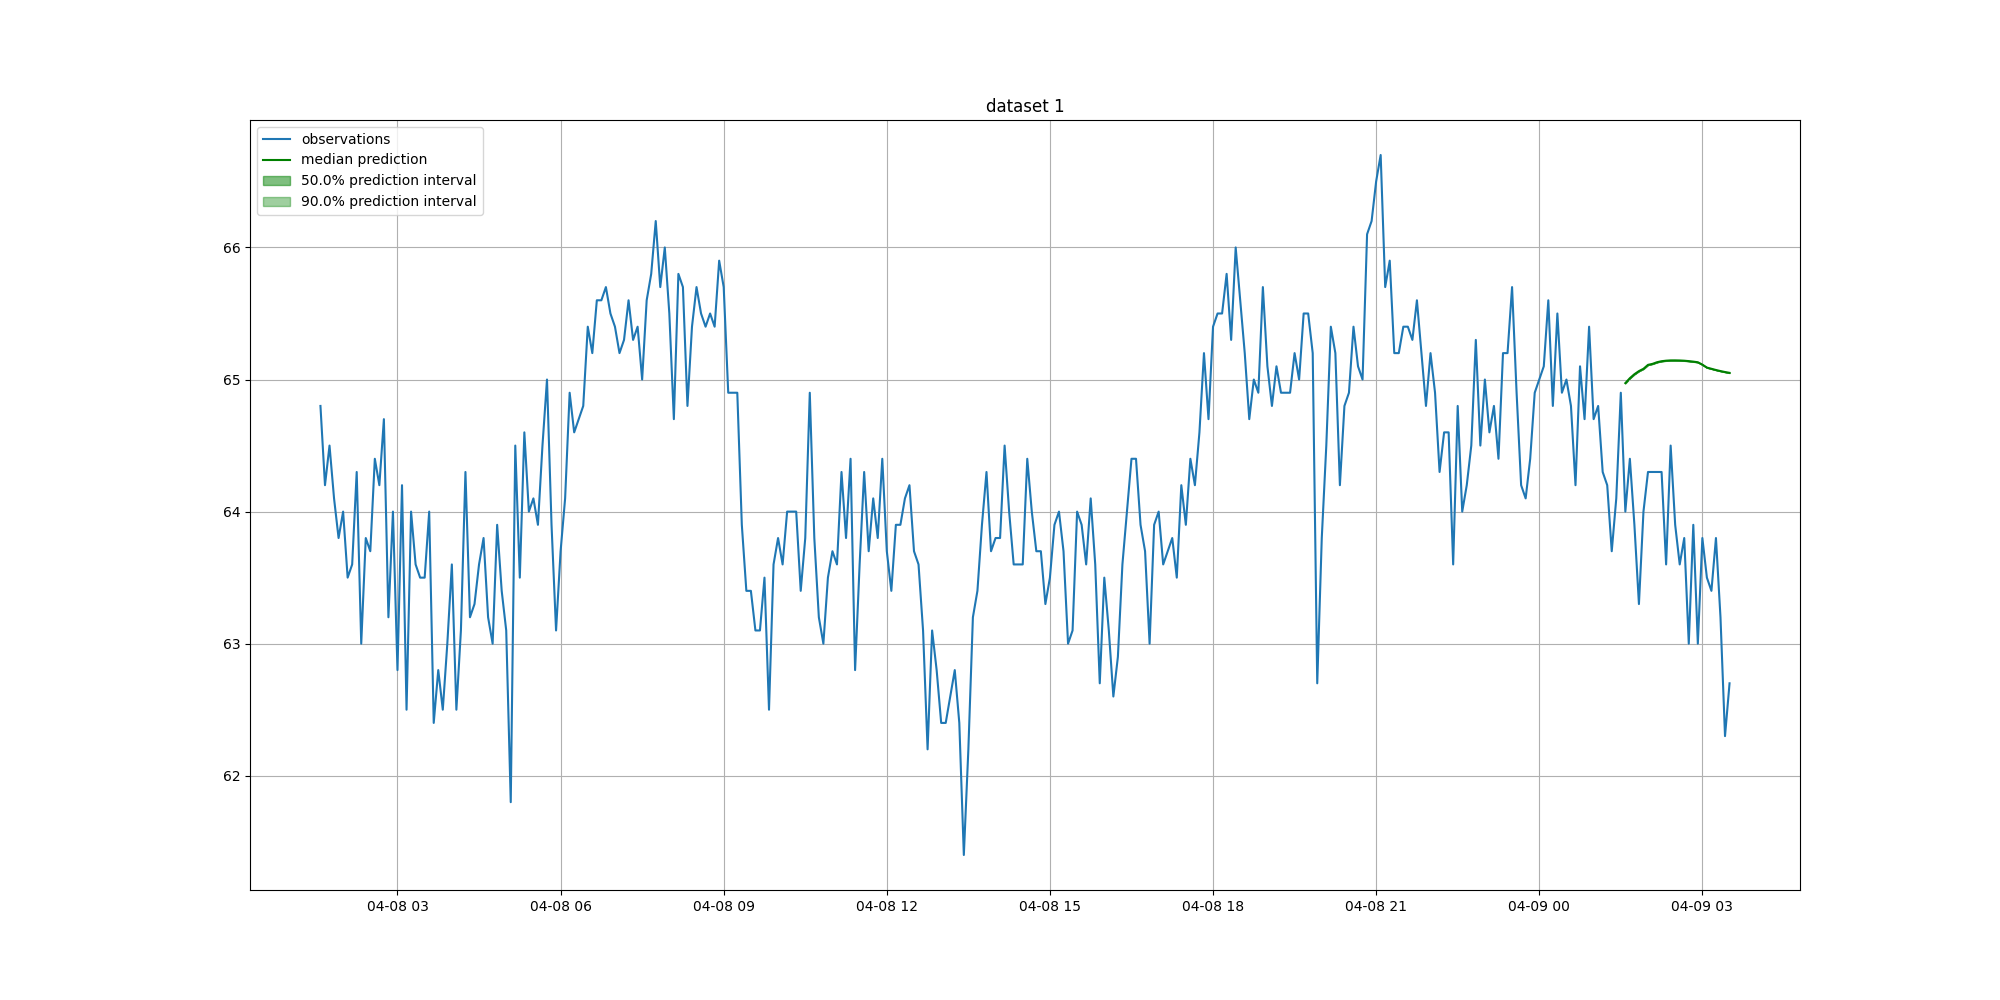 dataset 1
observations
median prediction
50.0% prediction interval
90.0% prediction interval
66
65
64
63
62
04-08 03 04-08 06 04-08 09 04-08 12 04-08 15 04-08 18 04-08 21 04-09 00 04-09 03